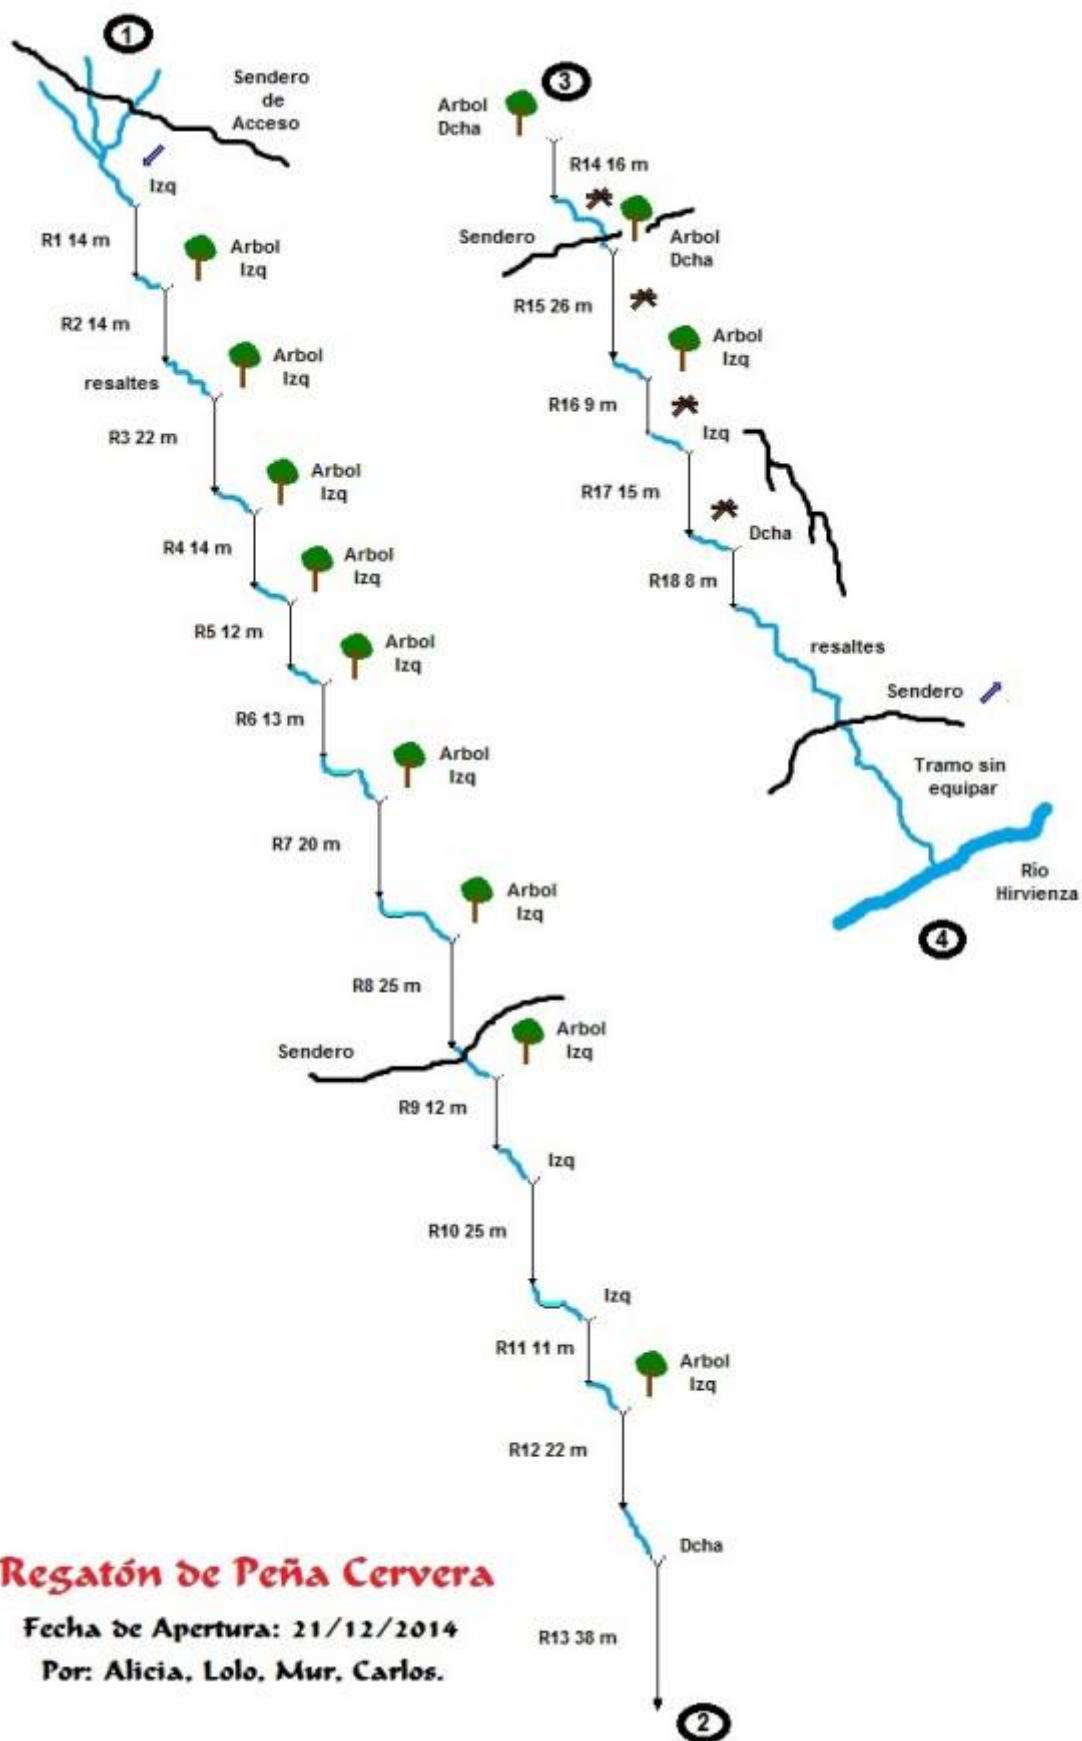 1
Sendero
de
Acceso
Izq
R1 14 m
Arbol
Izq
R2 14 m
resaltes
Arbol
Izq
R3 22 m
Arbol
Izq
R4 14 m
Arbol
Izq
R5 12 m
Arbol
Izq
R6 13 m
Arbol
Izq
R7 20 m
Arbol
Izq
R8 25 m
Sendero
Arbol
Izq
R9 12 m
Izq
R10 25 m
Izq
R11 11 m
Arbol
Izq
R12 22 m
Dcha
R13 38 m
2
3
Arbol
Dcha
R14 16 m
Sendero
Arbol
Dcha
R15 26 m
Arbol
Izq
R16 9 m
Izq
R17 15 m
Dcha
R18 8 m
resaltes
Sendero
Tramo sin
equipar
Rio
Hirvienza
4
Regatón de Peña Cervera
Fecha de Apertura: 21/12/2014
Por: Alicia, Lolo, Mur, Carlos.